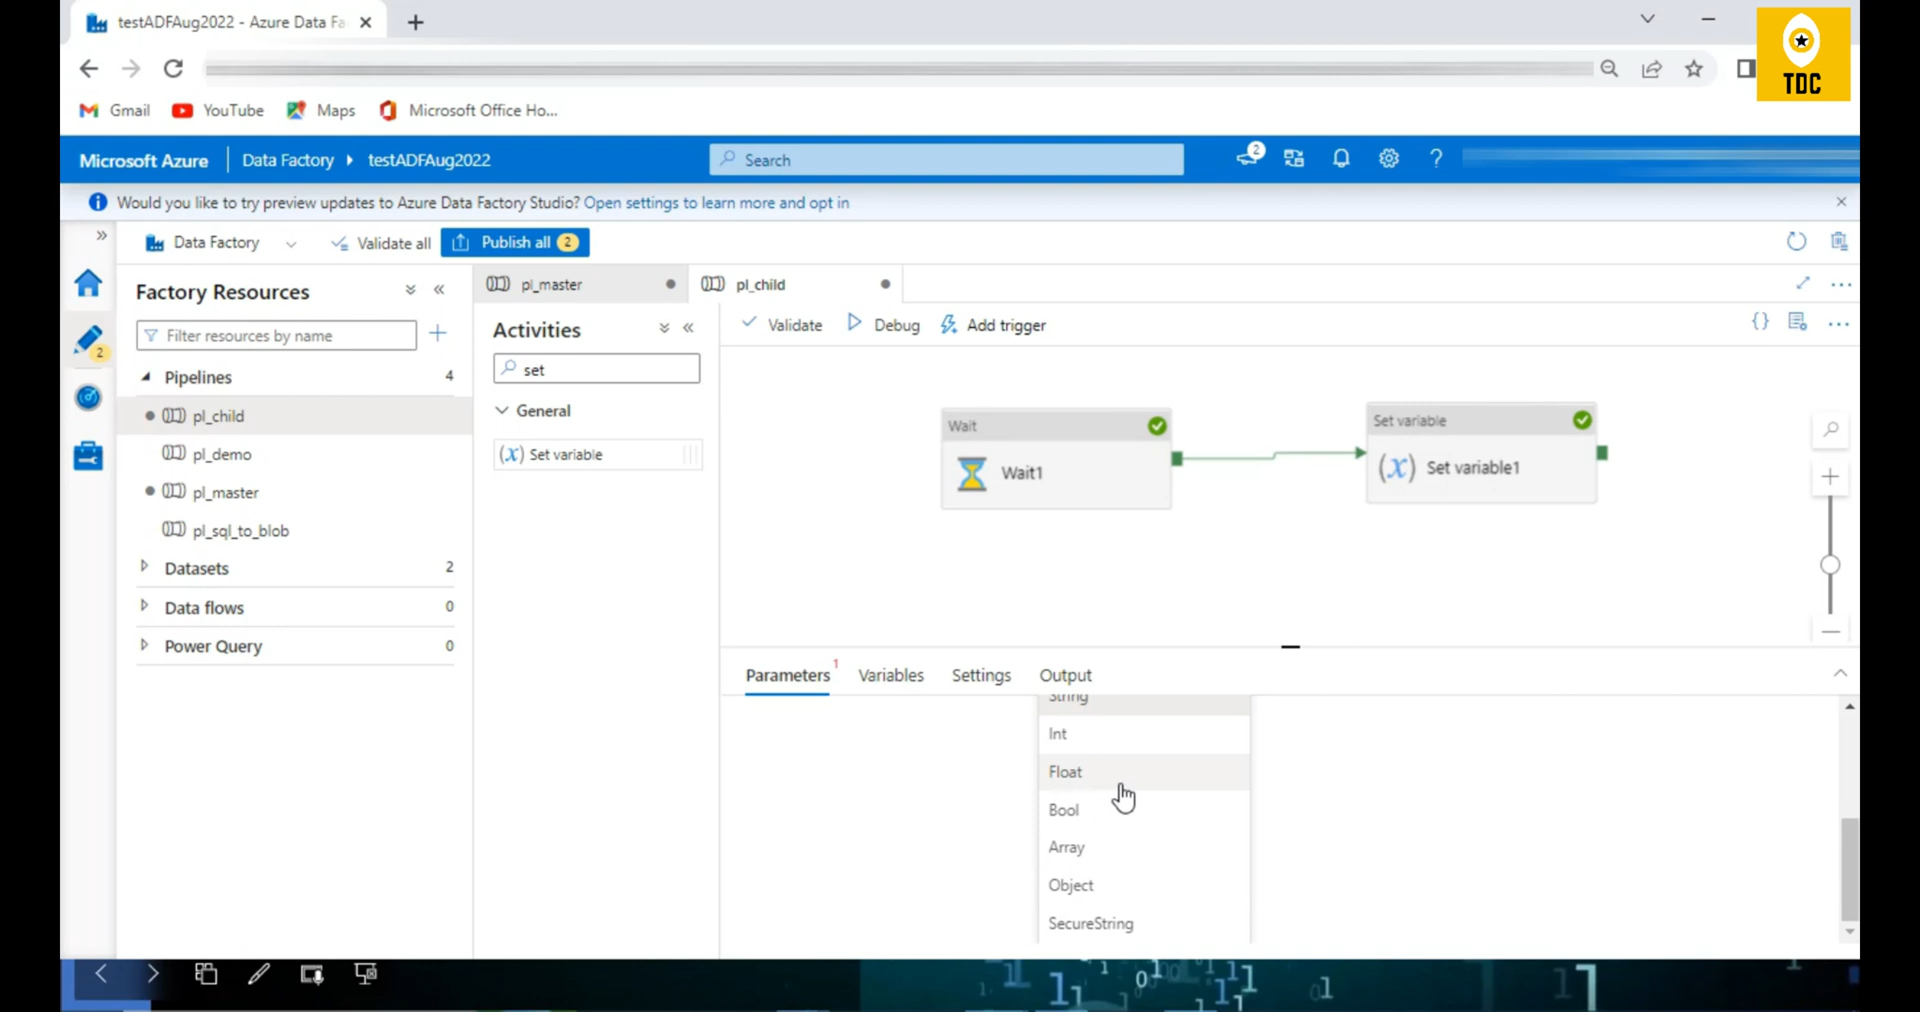 testADFAug2022 - Azure Data Fa
TDC
Gmail
YouTube
Maps
Microsoft Office Ho...
Microsoft Azure
Data Factory
testADFAug2022
Search
2
?
Would you like to try preview updates to Azure Data Factory Studio? Open settings to learn more and opt in
Data Factory
Validate all
Publish all 2
Factory Resources
pl_master
pl_child
Activities
Validate
Debug
Add trigger
{}
2
Filter resources by name
set
Pipelines 4
General
pl_child
Wait
Set variable
pl_demo
(x) Set variable
Wait1
(x) Set variable1
pl_master
pl_sql_to_blob
Datasets 2
Data flows 0
Power Query 0
Parameters 1
Variables
Settings
Output
String
Int
Float
Bool
Array
Object
SecureString